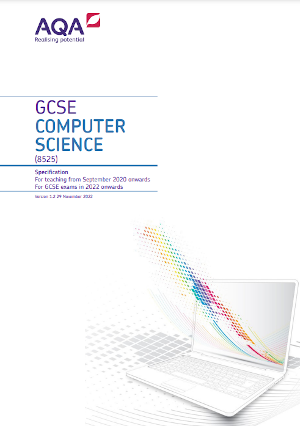 AQA
Realising potential
GCSE
COMPUTER
SCIENCE
(8525)
Specification
For teaching from September 2020 onwards
For GCSE exams in 2022 onwards
Version 1.2 29 November 2022